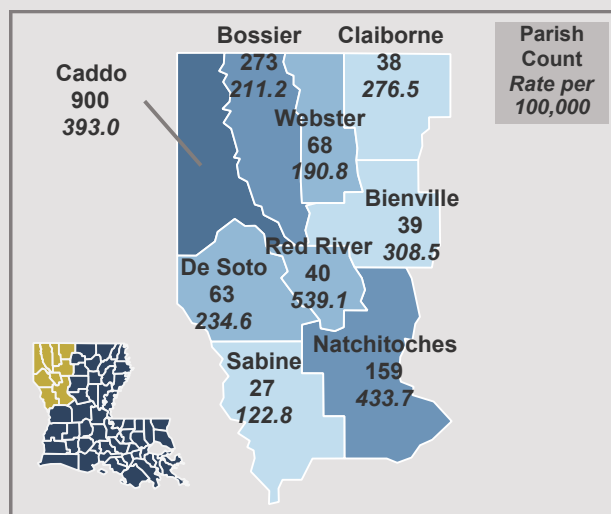 Bossier
273
211.2
Claiborne
38
276.5
Parish
Count
Rate per
100,000
Caddo
900
393.0
Webster
68
190.8
Bienville
39
308.5
Red River
40
539.1
De Soto
63
234.6
Natchitoches
159
433.7
Sabine
27
122.8